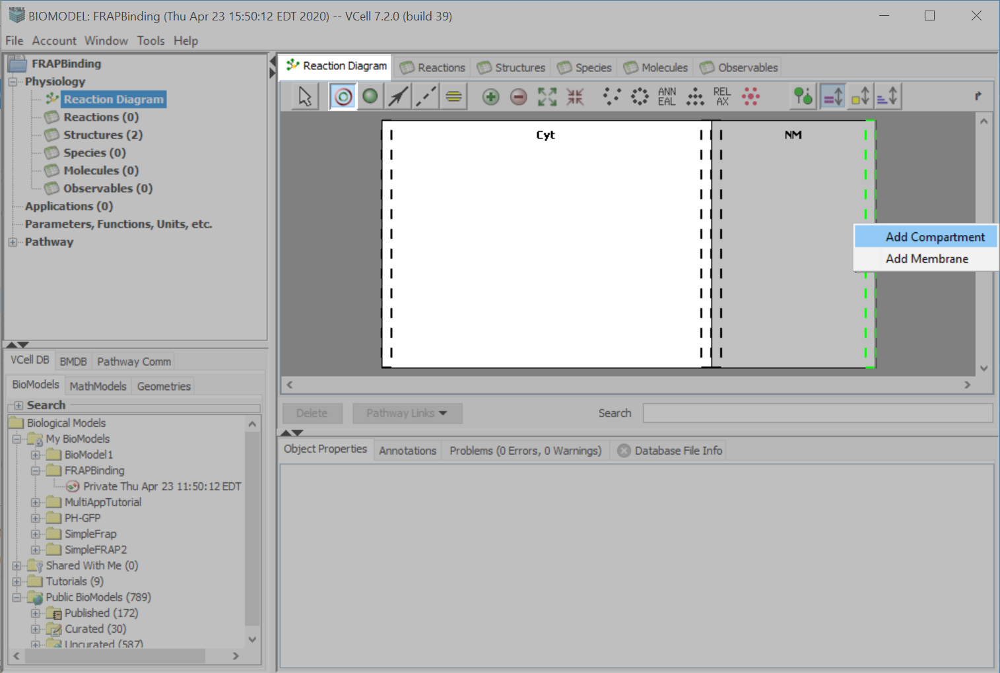 BIOMODEL: FRAPBinding (Thu Apr 23 15:50:12 EDT 2020) -- VCell 7.2.0 (build 39)
File Account Window Tools Help
FRAPBinding
Physiology
Reaction Diagram
Reactions (0)
Structures (2)
Species (0)
Molecules (0)
Observables (0)
Applications (0)
Parameters, Functions, Units, etc.
Pathway
VCell DB BMDB Pathway Comm
BioModels MathModels Geometries
Search
Biological Models
My BioModels
BioModel1
FRAPBinding
Private Thu Apr 23 11:50:12 EDT
MultiAppTutorial
PH-GFP
SimpleFrap
SimpleFRAP2
Shared With Me (0)
Tutorials (9)
Public BioModels (789)
Published (172)
Curated (30)
Uncurated (587)
Reaction Diagram Reactions Structures Species Molecules Observables
ANN
EAL
REL
AX
Cyt
NM
Add Compartment
Add Membrane
Delete Pathway Links Search
Object Properties Annotations Problems (0 Errors, 0 Warnings) Database File Info